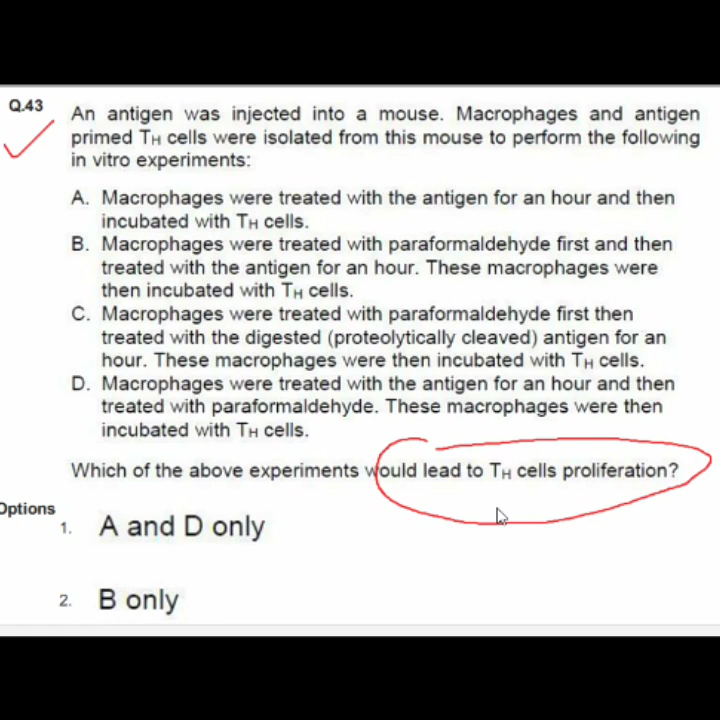 Q.43
An antigen was injected into a mouse. Macrophages and antigen
primed TH cells were isolated from this mouse to perform the following
in vitro experiments:
A. Macrophages were treated with the antigen for an hour and then
incubated with TH cells.
B. Macrophages were treated with paraformaldehyde first and then
treated with the antigen for an hour. These macrophages were
then incubated with TH cells.
C. Macrophages were treated with paraformaldehyde first then
treated with the digested (proteolytically cleaved) antigen for an
hour. These macrophages were then incubated with TH cells.
D. Macrophages were treated with the antigen for an hour and then
treated with paraformaldehyde. These macrophages were then
incubated with TH cells.
Which of the above experiments would lead to TH cells proliferation?
Options
1. A and D only
2. B only